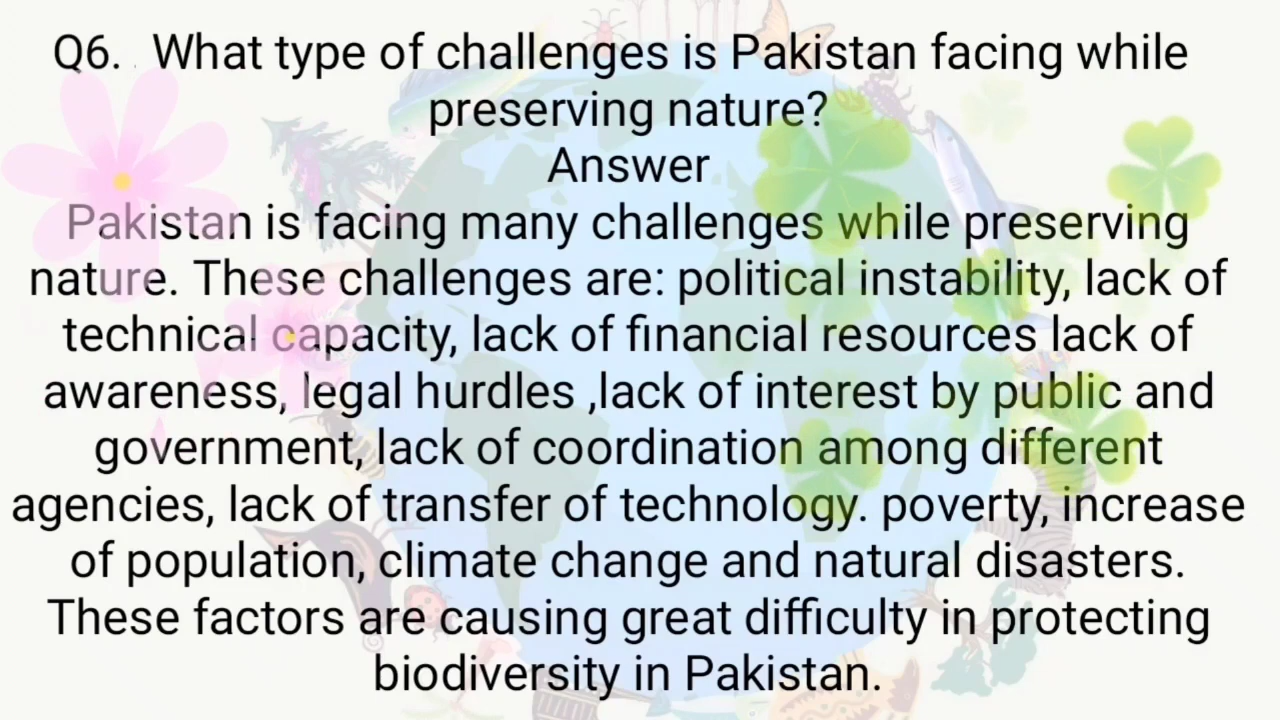 Q6. What type of challenges is Pakistan facing while
preserving nature?
Answer
Pakistan is facing many challenges while preserving
nature. These challenges are: political instability, lack of
technical capacity, lack of financial resources lack of
awareness, legal hurdles ,lack of interest by public and
government, lack of coordination among different
agencies, lack of transfer of technology. poverty, increase
of population, climate change and natural disasters.
These factors are causing great difficulty in protecting
biodiversity in Pakistan.